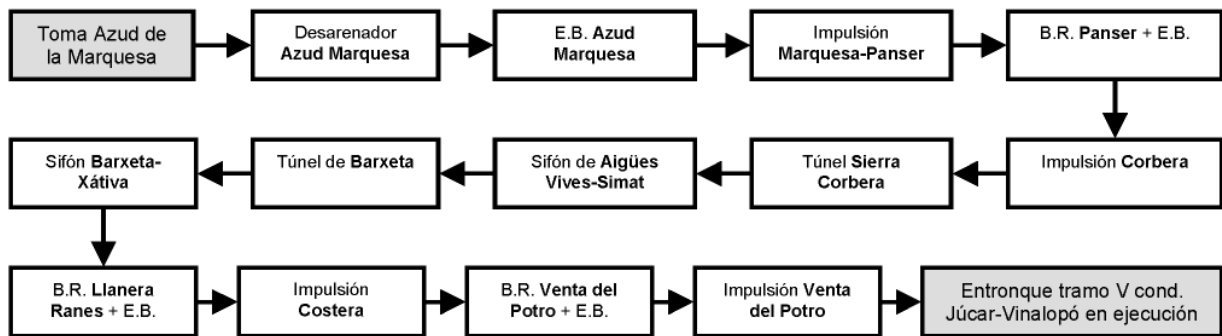 Toma Azud de
la Marquesa
Desarenador
Azud Marquesa
E.B. Azud
Marquesa
Impulsión
Marquesa-Panser
B.R. Panser + E.B.
Impulsión Corbera
Túnel Sierra
Corbera
Sifón de Aigües
Vives-Simat
Túnel de Barxeta
Sifón Barxeta-
Xátiva
B.R. Llanera
Ranes + E.B.
Impulsión
Costera
B.R. Venta del
Potro + E.B.
Impulsión Venta
del Potro
Entronque tramo V cond.
Júcar-Vinalopó en ejecución